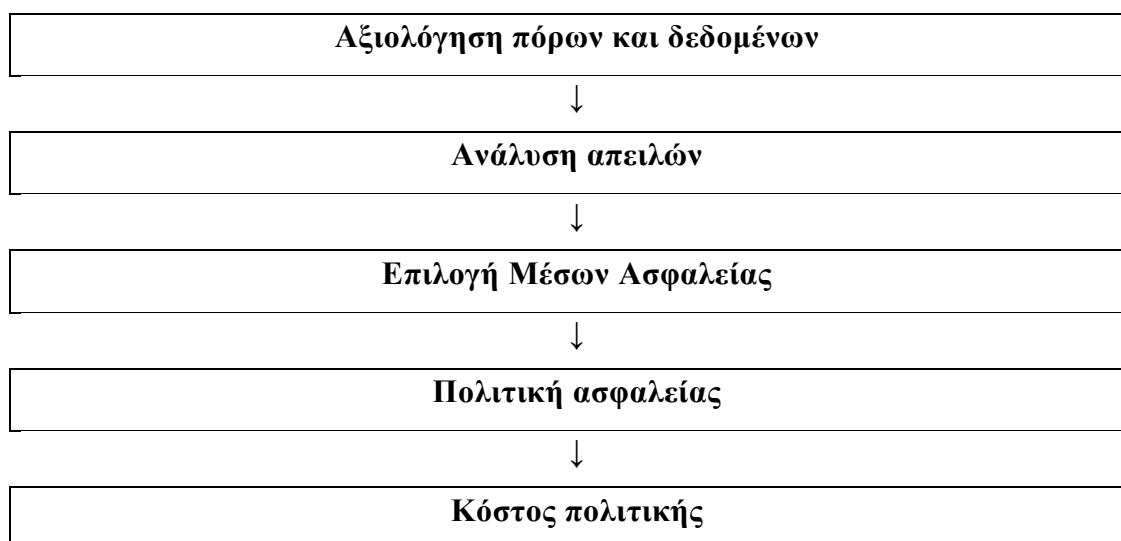 Αξιολόγηση πόρων και δεδομένων
↓
Ανάλυση απειλών
↓
Επιλογή Μέσων Ασφαλείας
↓
Πολιτική ασφαλείας
↓
Κόστος πολιτικής